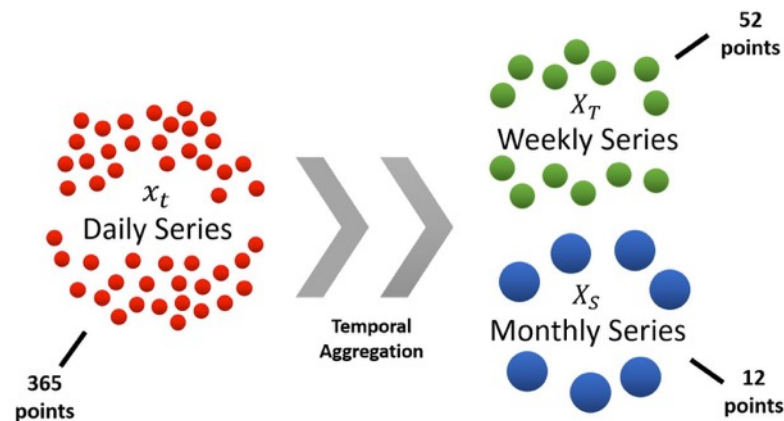 x_t
Daily Series
365
points
Temporal
Aggregation
52
points
X_T
Weekly Series
X_S
Monthly Series
12
points